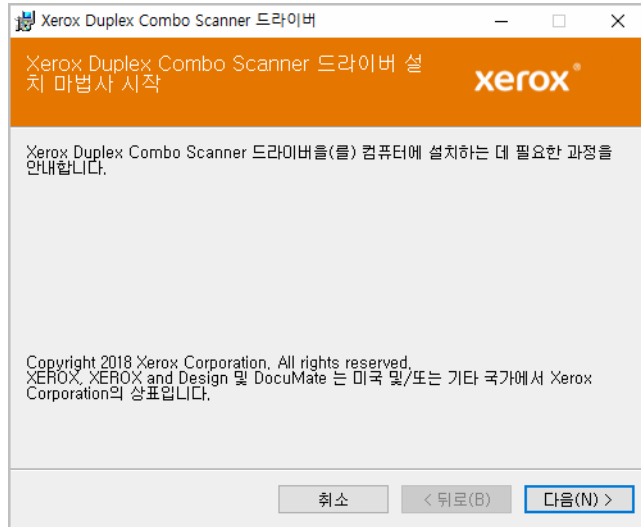 Xerox Duplex Combo Scanner 드라이버
Xerox Duplex Combo Scanner 드라이버 설
치 마법사 시작
xerox®
Xerox Duplex Combo Scanner 드라이버을(를) 컴퓨터에 설치하는 데 필요한 과정을
안내합니다.
Copyright 2018 Xerox Corporation. All rights reserved.
XEROX, XEROX and Design 및 DocuMate 는 미국 및/또는 기타 국가에서 Xerox
Corporation의 상표입니다.
취소
< 뒤로(B)
다음(N) >